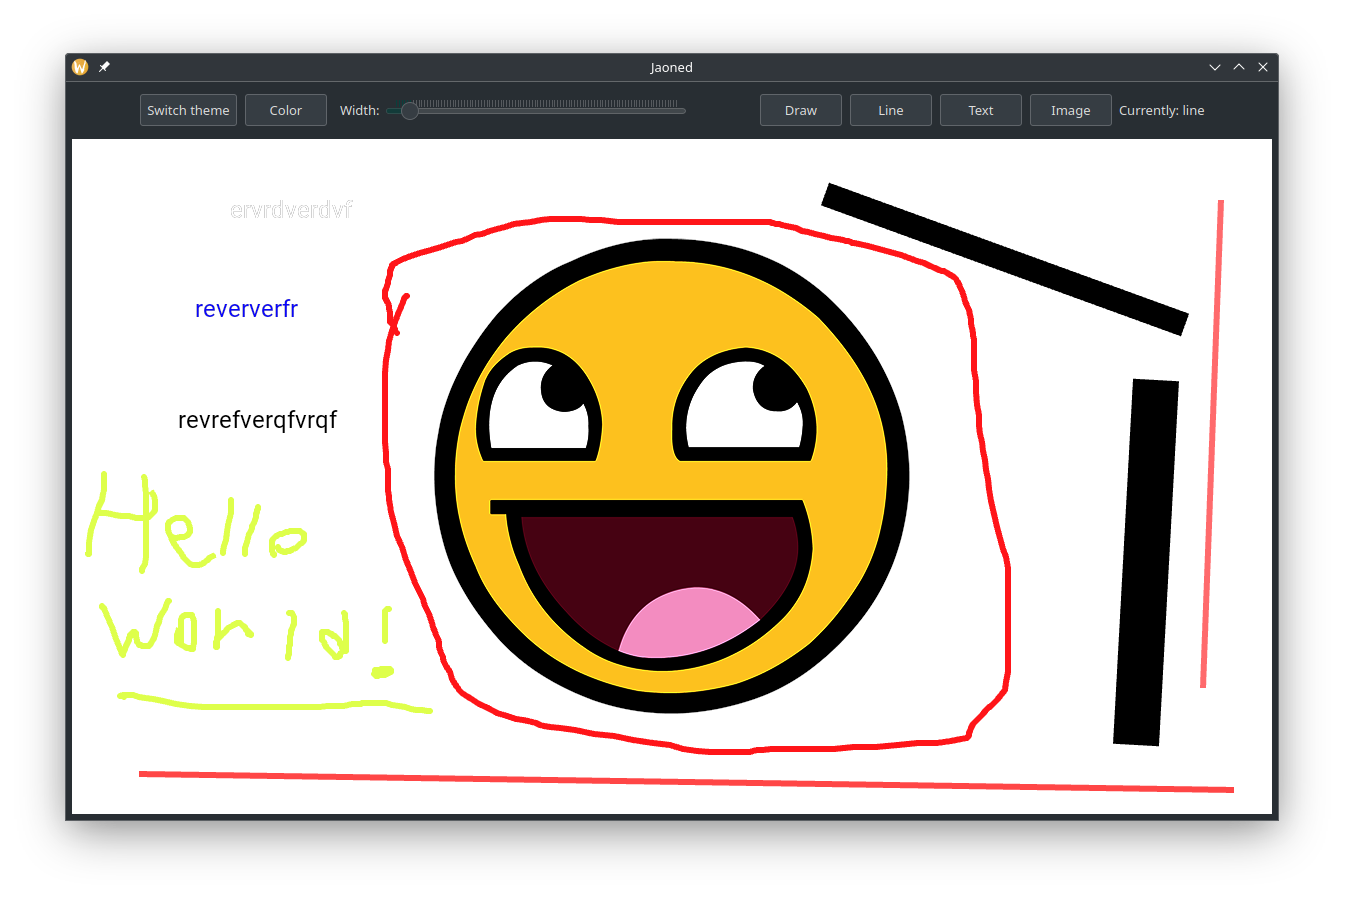 Jaoned
Switch theme Color Width: Draw Line Text Image Currently: line
ervrdverdvf
reververfr
revrefverqfvrqf
Hello
World!